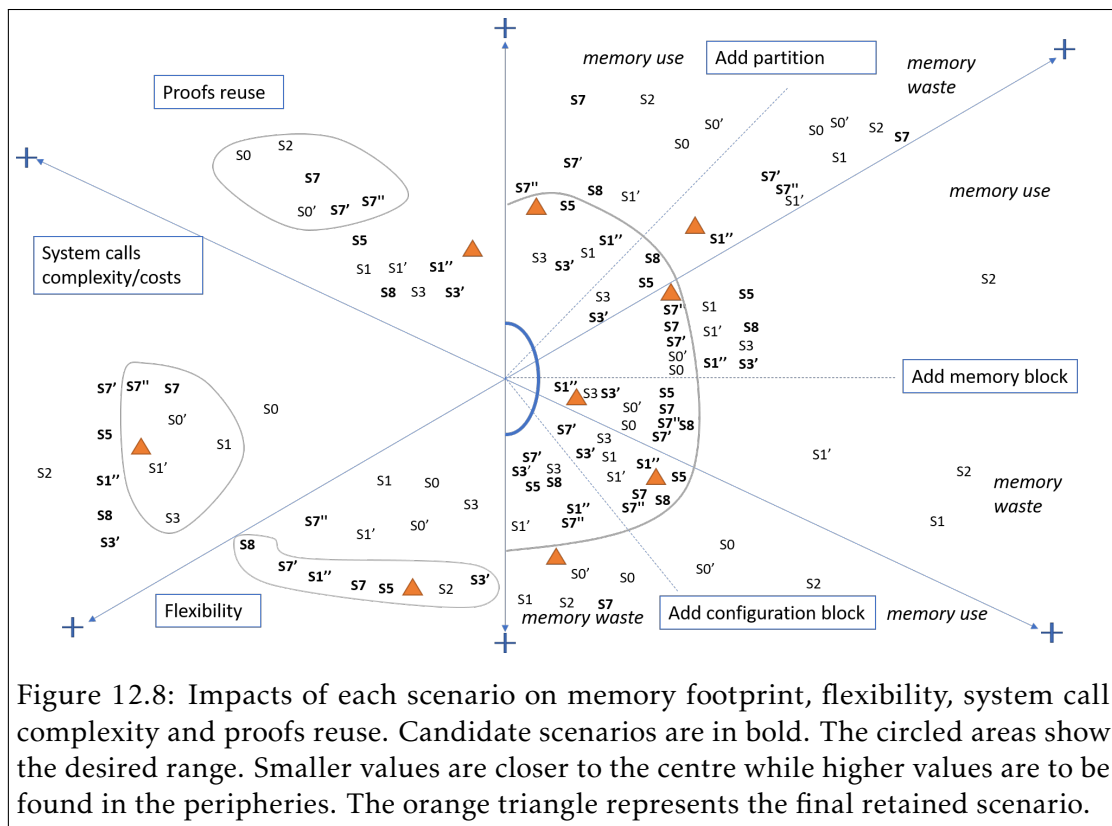 memory use
Add partition
memory
waste
Proofs reuse
S7 S2
S0 S2
S0'
S0
S0 S0' S2 S7
S1
S7
S0' S7' S7''
S7'
S7'' S8 S1'
S5
S7'
S7''
S1'
memory use
System calls
complexity/costs
S5
S1 S1' S1''
S8 S3 S3'
S1''
S3 S3' S1
S8
S1''
S5
S3
S3'
S7'
S7
S7'
S0'
S0
S1 S5
S1' S8
S3
S1'' S3'
S2
Add memory block
S7' S7'' S7
S0'
S0
S5
S1
S2
S1''
S1'
S8
S3
S3'
S1'' S3 S3'
S0'
S0
S5
S7
S7'' S8
S7'
S7'
S3
S3' S1
S1'
S1''
S5
S7
S7'' S8
S7'
S3' S3
S5 S8
S1''
S1' S7''
S1'
S2
memory
waste
S1
S1 S0
S3
S7''
S1' S0'
S8
S7'
S1'' S7 S5 S2 S3'
Flexibility
S0' S0
S1 S2 S7
memory waste
S0
S0'
S2
Add configuration block
memory use
Figure 12.8: Impacts of each scenario on memory footprint, flexibility, system call
complexity and proofs reuse. Candidate scenarios are in bold. The circled areas show
the desired range. Smaller values are closer to the centre while higher values are to be
found in the peripheries. The orange triangle represents the final retained scenario.